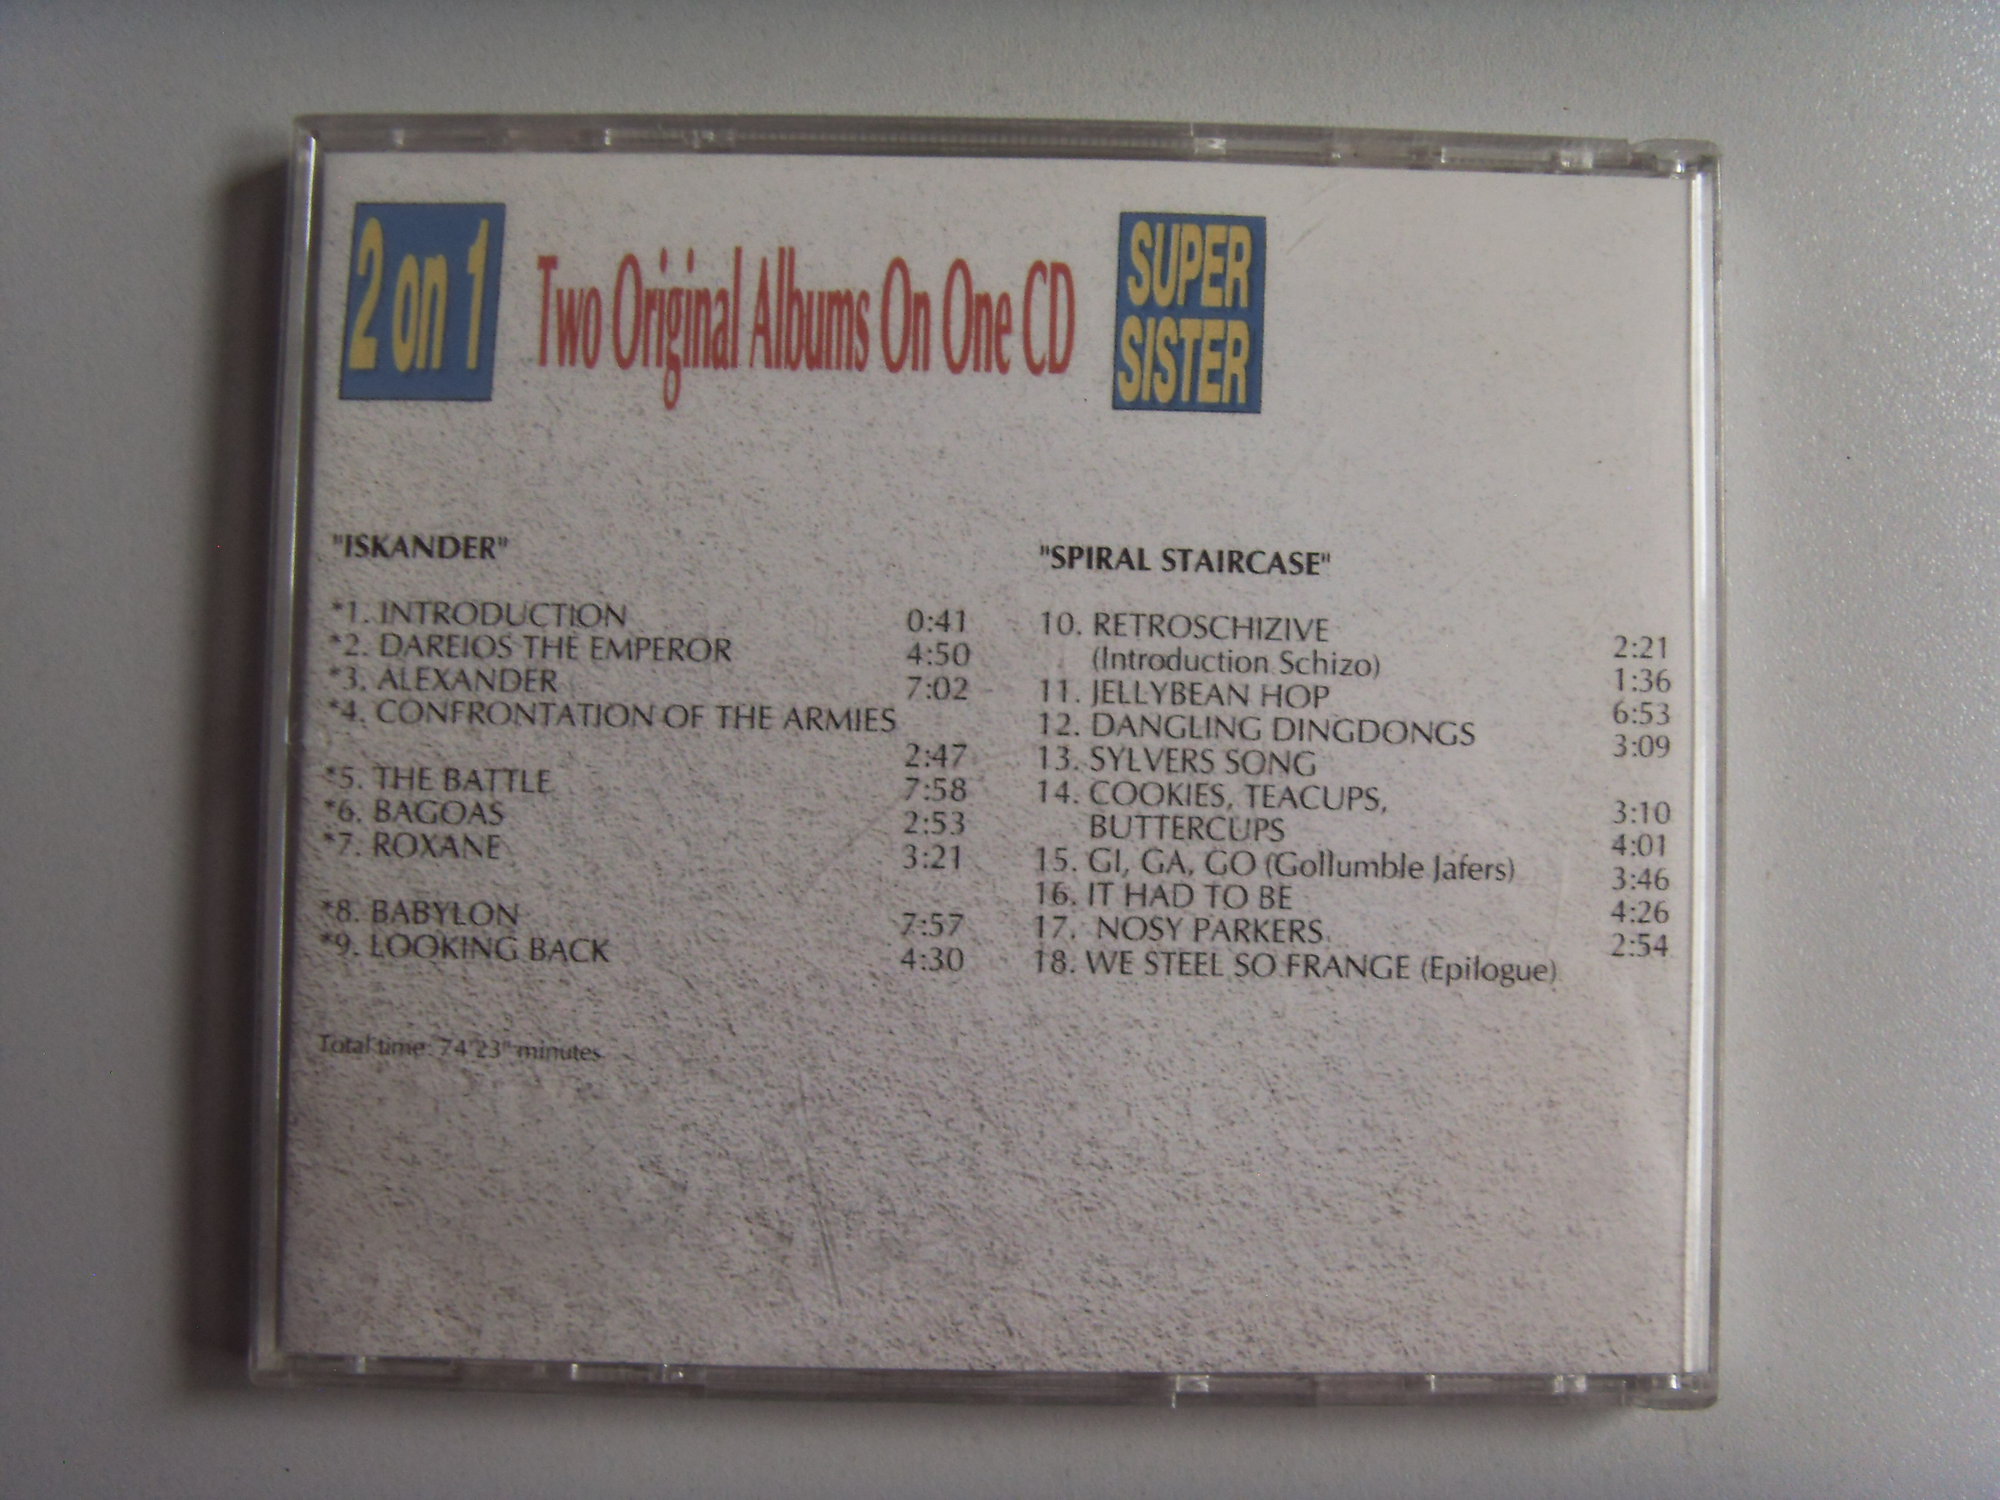 2 on 1
Two Original Albums On One CD
SUPER
SISTER
"ISKANDER"
*1. INTRODUCTION 0:41
*2. DAREIOS THE EMPEROR 4:50
*3. ALEXANDER 7:02
*4. CONFRONTATION OF THE ARMIES
2:47
*5. THE BATTLE 7:58
*6. BAGOAS 2:53
*7. ROXANE 3:21
*8. BABYLON 7:57
*9. LOOKING BACK 4:30
Total time: 74'23" minutes
"SPIRAL STAIRCASE"
10. RETROSCHIZIVE
(Introduction Schizo) 2:21
11. JELLYBEAN HOP 1:36
12. DANGLING DINGDONGS 6:53
13. SYLVERS SONG 3:09
14. COOKIES, TEACUPS,
BUTTERCUPS 3:10
15. GI, GA, GO (Gollumble Jafers) 4:01
16. IT HAD TO BE 3:46
17. NOSY PARKERS 4:26
18. WE STEEL SO FRANGE (Epilogue) 2:54